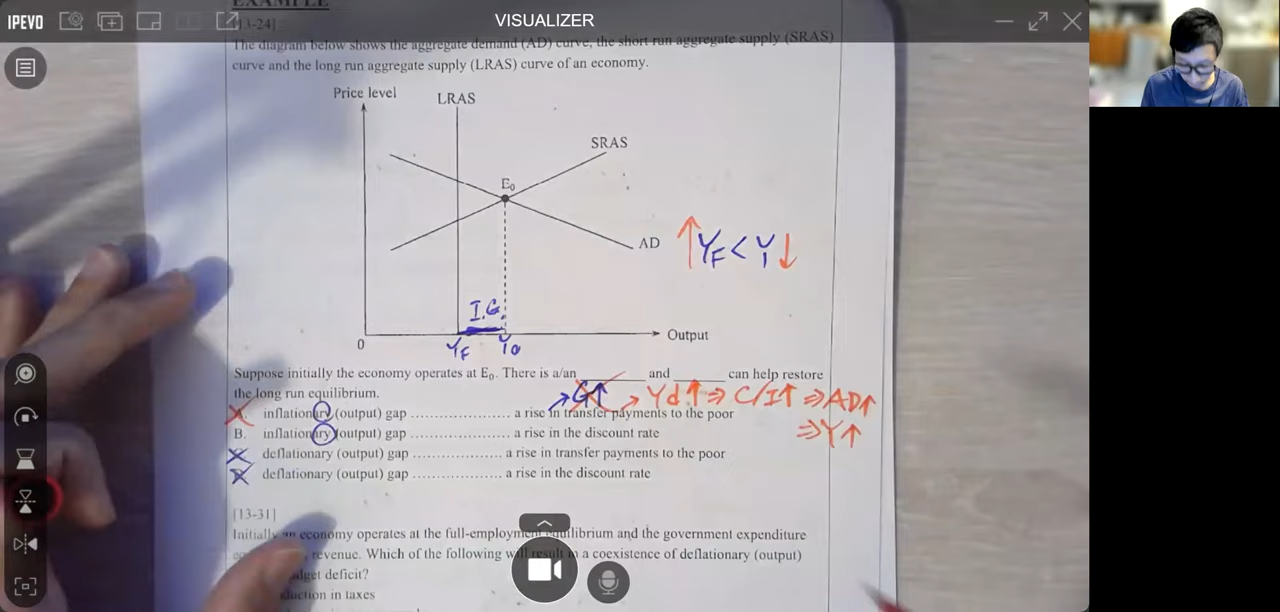 IPEVO
VISUALIZER
EXAMPLE
[13-24]
The diagram below shows the aggregate demand (AD) curve, the short run aggregate supply (SRAS)
curve and the long run aggregate supply (LRAS) curve of an economy.
Price level
LRAS
SRAS
E₀
AD
↑YF < Y↓
I.G.
0
YF
Y0
Output
Suppose initially the economy operates at E₀. There is a/an ________ and ______ can help restore
the long run equilibrium.
→G↑ → Yd↑ ⇒ C/I↑ ⇒ AD↑
⇒ Y↑
inflationary (output) gap .................... a rise in transfer payments to the poor
B. inflationary (output) gap .................... a rise in the discount rate
deflationary (output) gap .................. a rise in transfer payments to the poor
deflationary (output) gap .................. a rise in the discount rate
[13-31]
Initially an economy operates at the full-employment equilibrium and the government expenditure
revenue. Which of the following will result in a coexistence of deflationary (output)
deficit?
in taxes